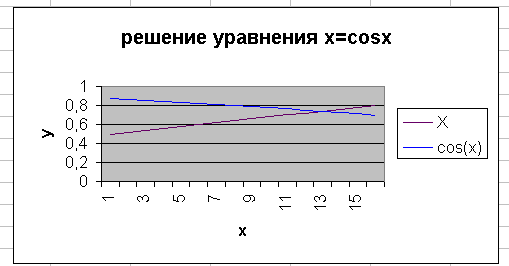 решение уравнения x=cosx
1
0,8
0,6
0,4
0,2
0
y
1 3 5 7 9 11 13 15
x
X
cos(x)